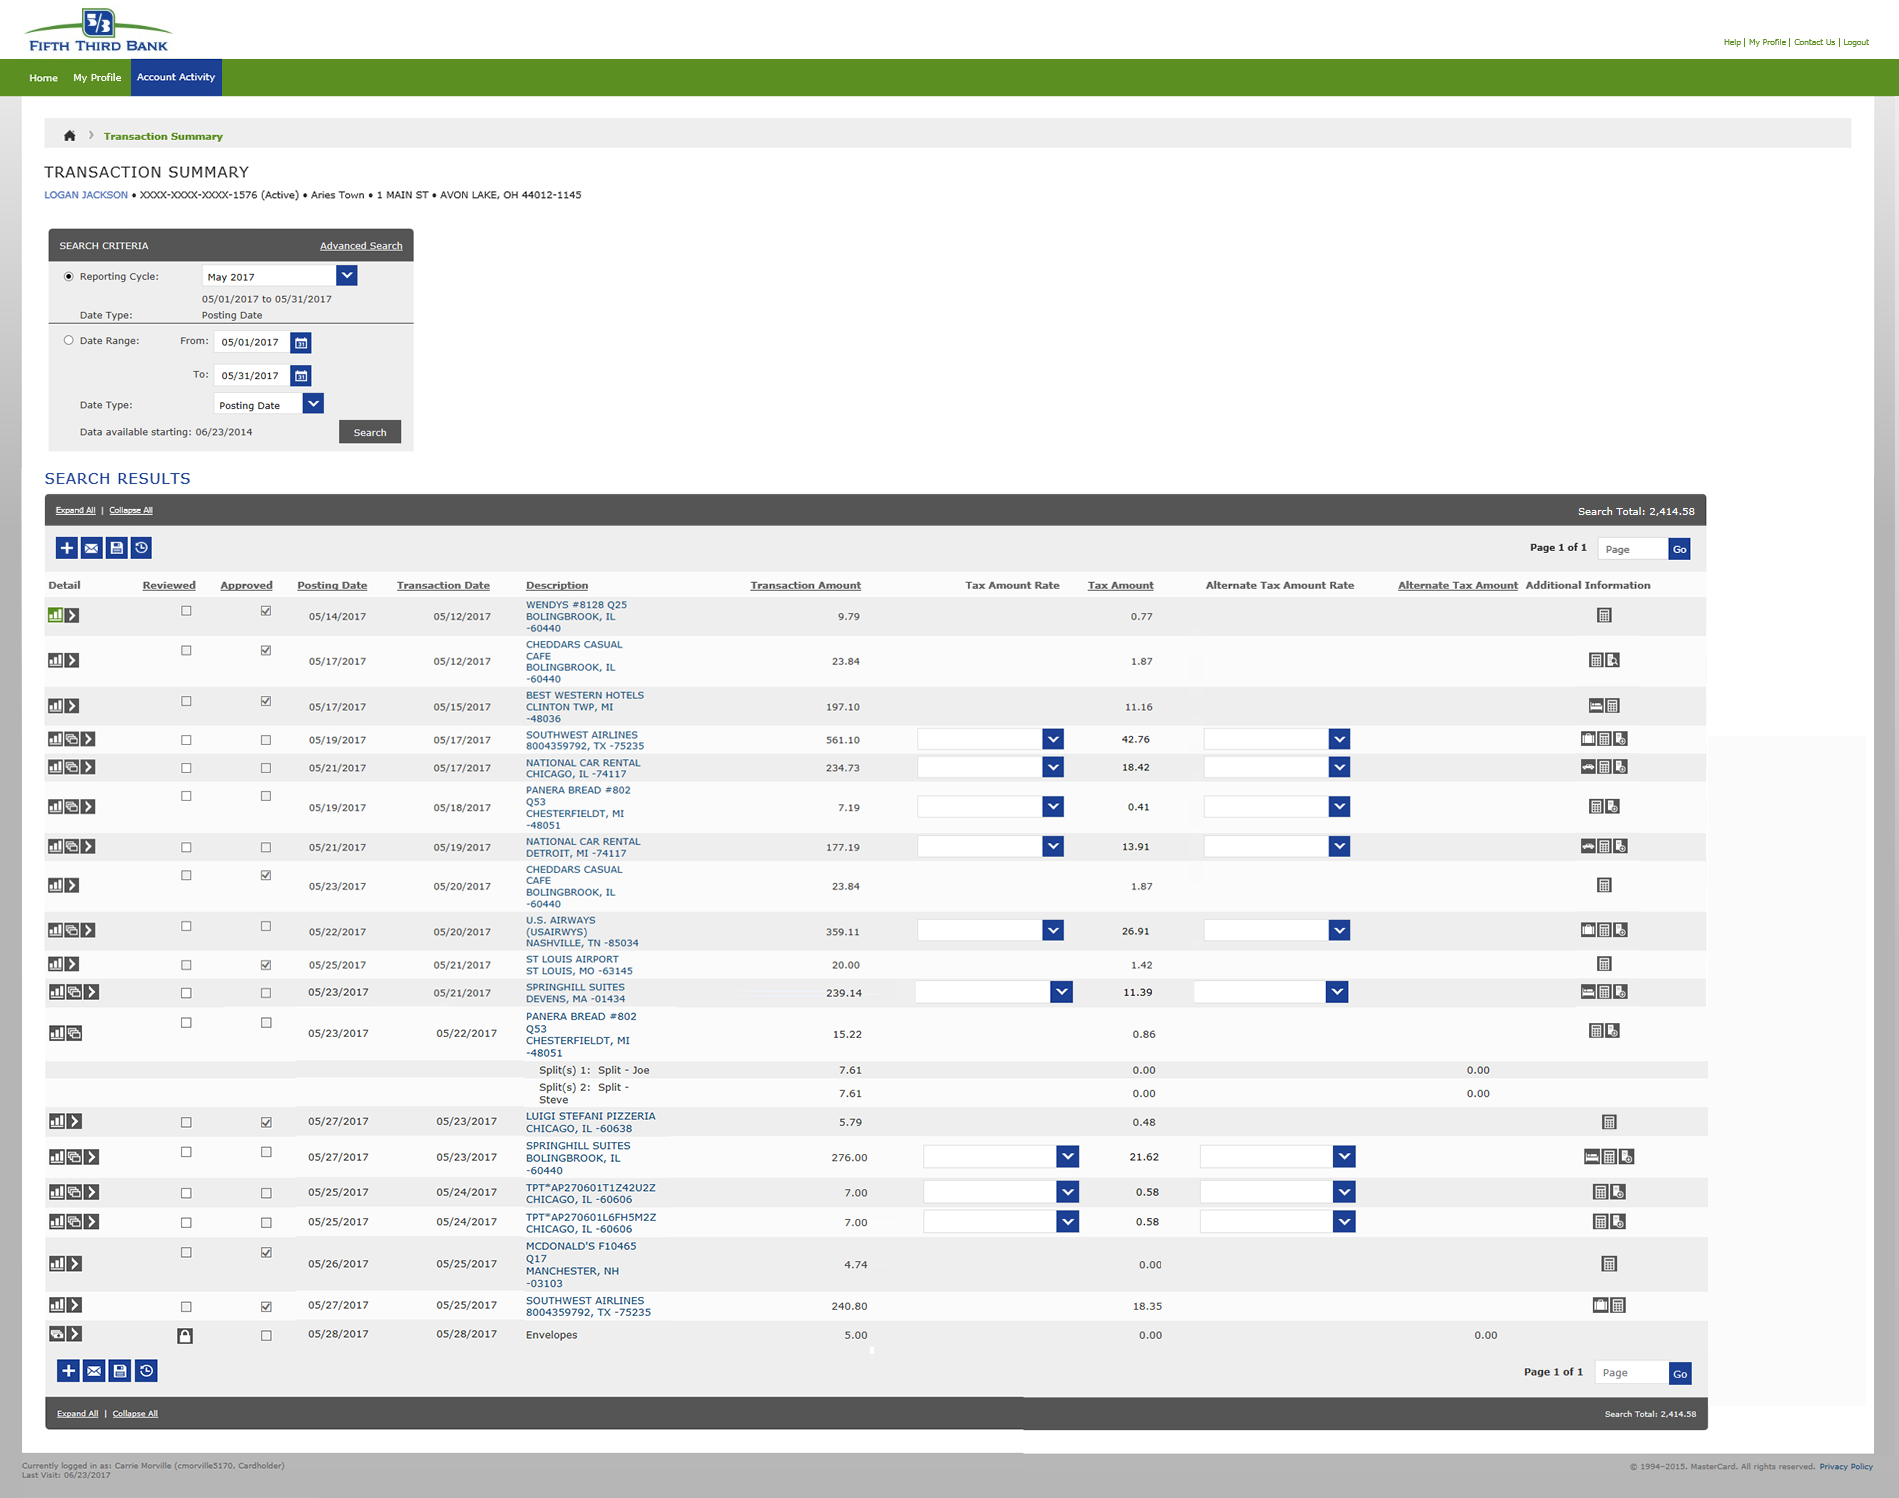 5/3
FIFTH THIRD BANK
Help | My Profile | Contact Us | Logout
Home My Profile Account Activity
Transaction Summary
TRANSACTION SUMMARY
LOGAN JACKSON • XXXX-XXXX-XXXX-1576 (Active) • Aries Town • 1 MAIN ST • AVON LAKE, OH 44012-1145
SEARCH CRITERIA Advanced Search
Reporting Cycle: May 2017
05/01/2017 to 05/31/2017
Date Type: Posting Date
Date Range: From: 05/01/2017
To: 05/31/2017
Date Type: Posting Date
Data available starting: 06/23/2014 Search
SEARCH RESULTS
Expand All | Collapse All Search Total: 2,414.58
Page 1 of 1 Page Go
Detail Reviewed Approved Posting Date Transaction Date Description Transaction Amount Tax Amount Rate Tax Amount Alternate Tax Amount Rate Alternate Tax Amount Additional Information
WENDYS #8128 Q25
05/14/2017 05/12/2017 BOLINGBROOK, IL 9.79 0.77
-60440
CHEDDARS CASUAL
CAFE
05/17/2017 05/12/2017 BOLINGBROOK, IL 23.84 1.87
-60440
BEST WESTERN HOTELS
05/17/2017 05/15/2017 CLINTON TWP, MI 197.10 11.16
-48036
05/19/2017 05/17/2017 SOUTHWEST AIRLINES 561.10 42.76
8004359792, TX -75235
05/21/2017 05/17/2017 NATIONAL CAR RENTAL 234.73 18.42
CHICAGO, IL -74117
PANERA BREAD #802
Q53
05/19/2017 05/18/2017 CHESTERFIELDT, MI 7.19 0.41
-48051
05/21/2017 05/19/2017 NATIONAL CAR RENTAL 177.19 13.91
DETROIT, MI -74117
CHEDDARS CASUAL
CAFE
05/23/2017 05/20/2017 BOLINGBROOK, IL 23.84 1.87
-60440
U.S. AIRWAYS
05/22/2017 05/20/2017 (USAIRWYS) 359.11 26.91
NASHVILLE, TN -85034
05/25/2017 05/21/2017 ST LOUIS AIRPORT 20.00 1.42
ST LOUIS, MO -63145
05/23/2017 05/21/2017 SPRINGHILL SUITES 239.14 11.39
DEVENS, MA -01434
PANERA BREAD #802
Q53
05/23/2017 05/22/2017 CHESTERFIELDT, MI 15.22 0.86
-48051
Split(s) 1: Split - Joe 7.61 0.00 0.00
Split(s) 2: Split - 7.61 0.00 0.00
Steve
05/27/2017 05/23/2017 LUIGI STEFANI PIZZERIA 5.79 0.48
CHICAGO, IL -60638
SPRINGHILL SUITES
05/27/2017 05/23/2017 BOLINGBROOK, IL 276.00 21.62
-60440
05/25/2017 05/24/2017 TPT*AP270601T1Z42U2Z 7.00 0.58
CHICAGO, IL -60606
05/25/2017 05/24/2017 TPT*AP270601L6FH5M2Z 7.00 0.58
CHICAGO, IL -60606
MCDONALD'S F10465
Q17
05/26/2017 05/25/2017 MANCHESTER, NH 4.74 0.00
-03103
05/27/2017 05/25/2017 SOUTHWEST AIRLINES 240.80 18.35
8004359792, TX -75235
05/28/2017 05/28/2017 Envelopes 5.00 0.00 0.00
Page 1 of 1 Page Go
Expand All | Collapse All Search Total: 2,414.58
Currently logged in as: Carrie Morville (cmorville5170, Cardholder)
Last Visit: 06/23/2017
© 1994–2015. MasterCard. All rights reserved. Privacy Policy